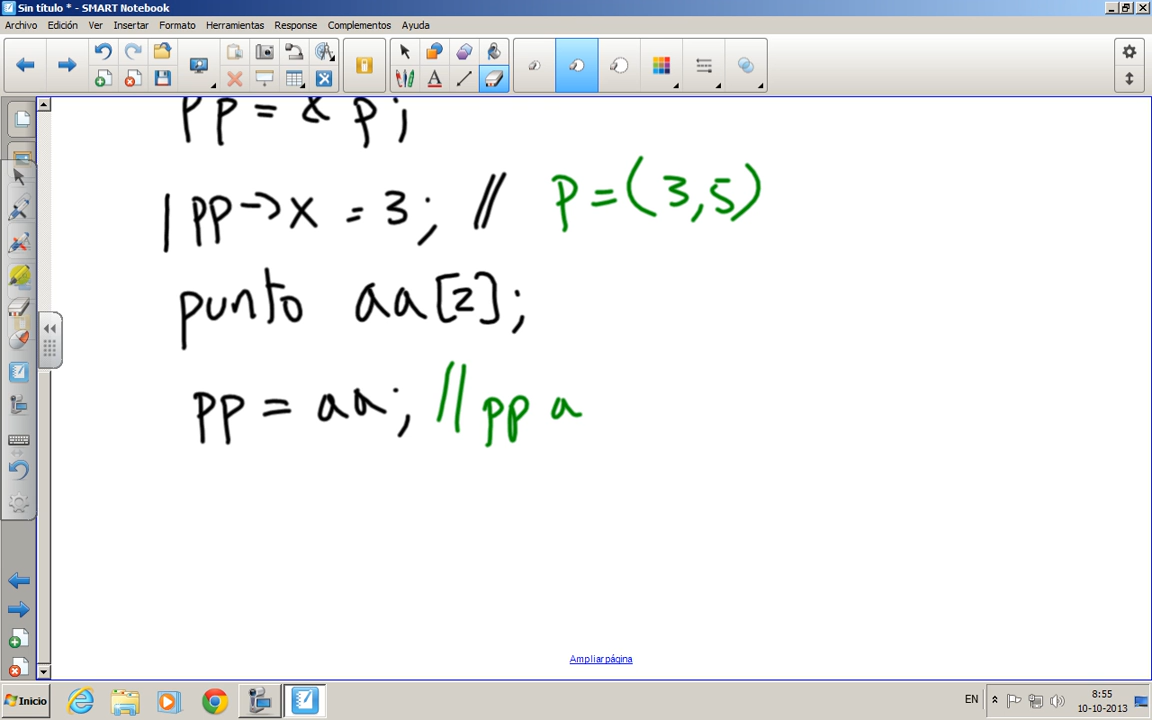 Sin título * - SMART Notebook
Archivo Edición Ver Insertar Formato Herramientas Response Complementos Ayuda
pp = &p;
|pp->x = 3; // P = (3,5)
punto aa[2];
pp = aa; //pp a
Ampliar página
Inicio
EN
8:55
10-10-2013